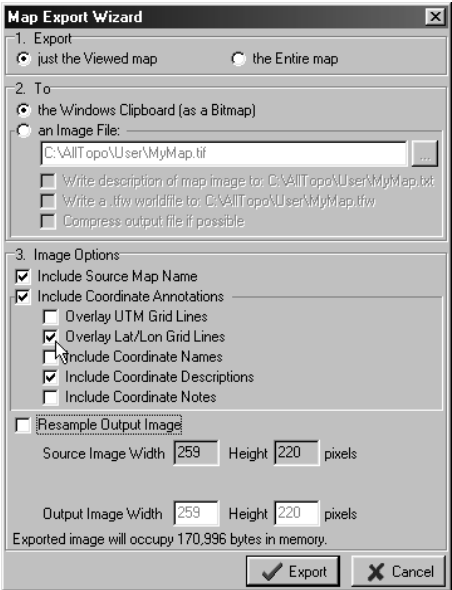 Map Export Wizard
1. Export
just the Viewed map the Entire map
2. To
the Windows Clipboard (as a Bitmap)
an Image File:
C:\AllTopo\User\MyMap.tif ...
Write description of map image to: C:\AllTopo\User\MyMap.txt
Write a .tfw worldfile to: C:\AllTopo\User\MyMap.tfw
Compress output file if possible
3. Image Options
Include Source Map Name
Include Coordinate Annotations
Overlay UTM Grid Lines
Overlay Lat/Lon Grid Lines
Include Coordinate Names
Include Coordinate Descriptions
Include Coordinate Notes
Resample Output Image
Source Image Width 259 Height 220 pixels
Output Image Width 259 Height 220 pixels
Exported image will occupy 170,996 bytes in memory.
Export Cancel